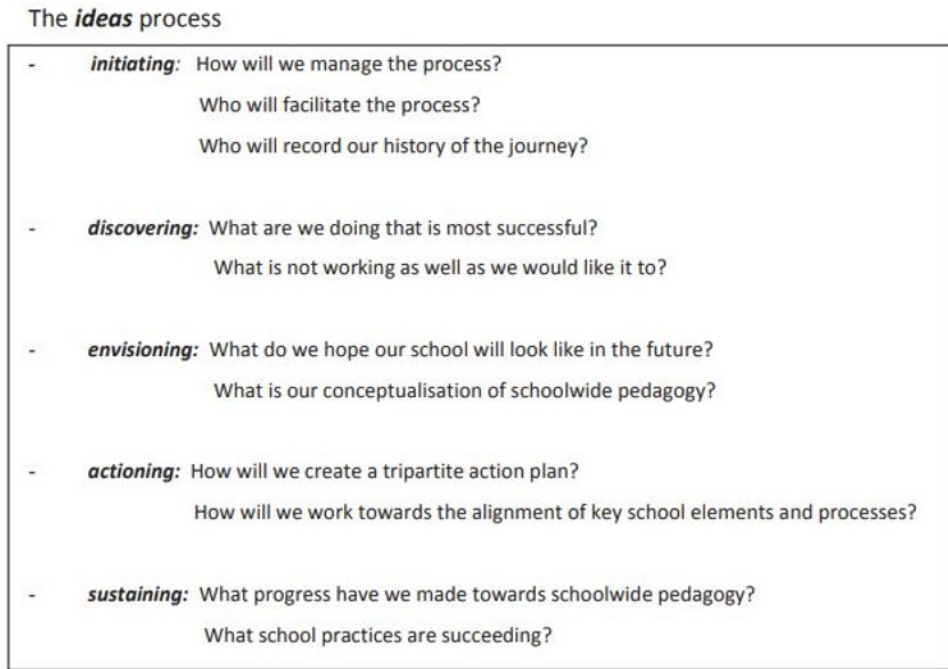 The ideas process
- initiating: How will we manage the process?
Who will facilitate the process?
Who will record our history of the journey?
- discovering: What are we doing that is most successful?
What is not working as well as we would like it to?
- envisioning: What do we hope our school will look like in the future?
What is our conceptualisation of schoolwide pedagogy?
- actioning: How will we create a tripartite action plan?
How will we work towards the alignment of key school elements and processes?
- sustaining: What progress have we made towards schoolwide pedagogy?
What school practices are succeeding?